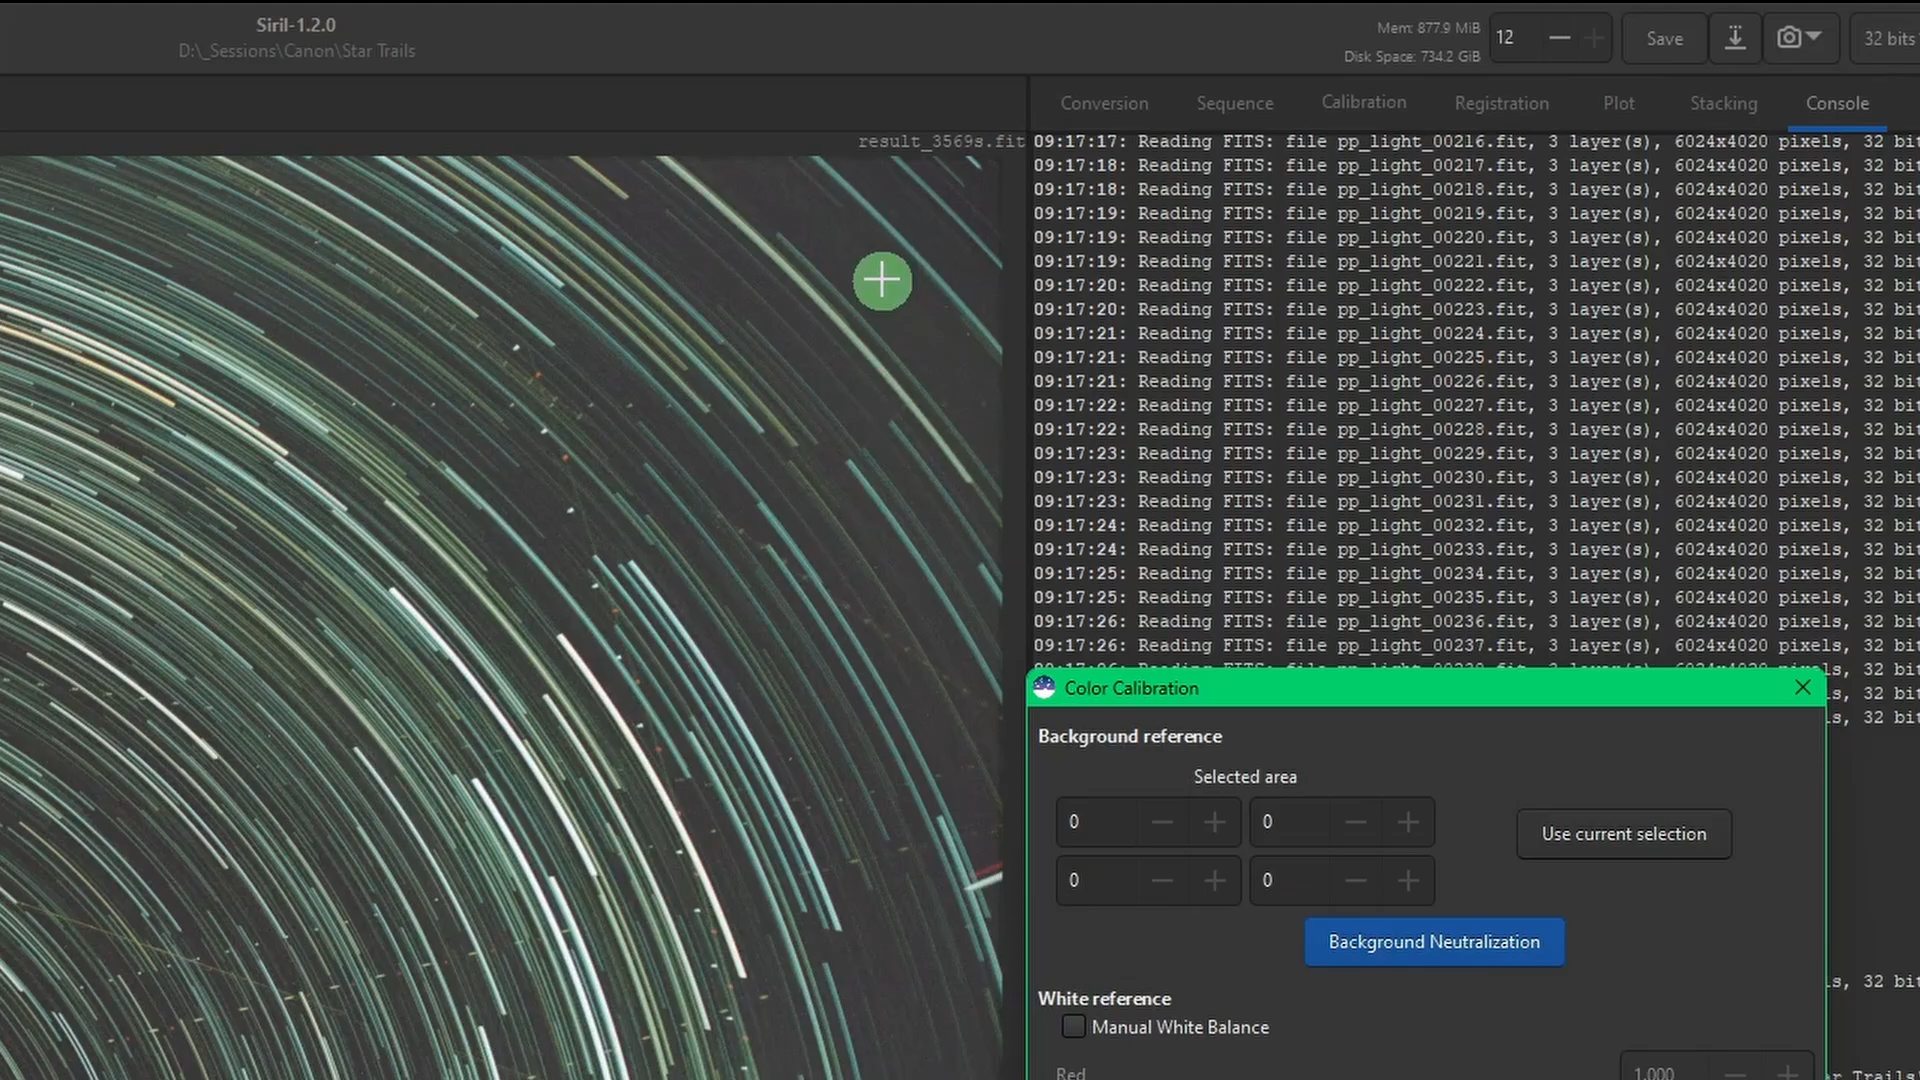 Siril-1.2.0
D:\_Sessions\Canon\Star Trails
Mem: 877.9 MiB
Disk Space: 734.2 GiB
12
Save
32 bits
Conversion Sequence Calibration Registration Plot Stacking Console
result_3569s.fit
09:17:17: Reading FITS: file pp_light_00216.fit, 3 layer(s), 6024x4020 pixels, 32 bit
09:17:18: Reading FITS: file pp_light_00217.fit, 3 layer(s), 6024x4020 pixels, 32 bit
09:17:18: Reading FITS: file pp_light_00218.fit, 3 layer(s), 6024x4020 pixels, 32 bit
09:17:19: Reading FITS: file pp_light_00219.fit, 3 layer(s), 6024x4020 pixels, 32 bit
09:17:19: Reading FITS: file pp_light_00220.fit, 3 layer(s), 6024x4020 pixels, 32 bit
09:17:19: Reading FITS: file pp_light_00221.fit, 3 layer(s), 6024x4020 pixels, 32 bit
09:17:20: Reading FITS: file pp_light_00222.fit, 3 layer(s), 6024x4020 pixels, 32 bit
09:17:20: Reading FITS: file pp_light_00223.fit, 3 layer(s), 6024x4020 pixels, 32 bit
09:17:21: Reading FITS: file pp_light_00224.fit, 3 layer(s), 6024x4020 pixels, 32 bit
09:17:21: Reading FITS: file pp_light_00225.fit, 3 layer(s), 6024x4020 pixels, 32 bit
09:17:21: Reading FITS: file pp_light_00226.fit, 3 layer(s), 6024x4020 pixels, 32 bit
09:17:22: Reading FITS: file pp_light_00227.fit, 3 layer(s), 6024x4020 pixels, 32 bit
09:17:22: Reading FITS: file pp_light_00228.fit, 3 layer(s), 6024x4020 pixels, 32 bit
09:17:23: Reading FITS: file pp_light_00229.fit, 3 layer(s), 6024x4020 pixels, 32 bit
09:17:23: Reading FITS: file pp_light_00230.fit, 3 layer(s), 6024x4020 pixels, 32 bit
09:17:23: Reading FITS: file pp_light_00231.fit, 3 layer(s), 6024x4020 pixels, 32 bit
09:17:24: Reading FITS: file pp_light_00232.fit, 3 layer(s), 6024x4020 pixels, 32 bit
09:17:24: Reading FITS: file pp_light_00233.fit, 3 layer(s), 6024x4020 pixels, 32 bit
09:17:25: Reading FITS: file pp_light_00234.fit, 3 layer(s), 6024x4020 pixels, 32 bit
09:17:25: Reading FITS: file pp_light_00235.fit, 3 layer(s), 6024x4020 pixels, 32 bit
09:17:26: Reading FITS: file pp_light_00236.fit, 3 layer(s), 6024x4020 pixels, 32 bit
09:17:26: Reading FITS: file pp_light_00237.fit, 3 layer(s), 6024x4020 pixels, 32 bit
ls, 32 bit
ls, 32 bit
ls, 32 bit
Color Calibration
Background reference
Selected area
0 0
Use current selection
0 0
Background Neutralization
ls, 32 bit
White reference
Manual White Balance
Red 1.000
r Trails